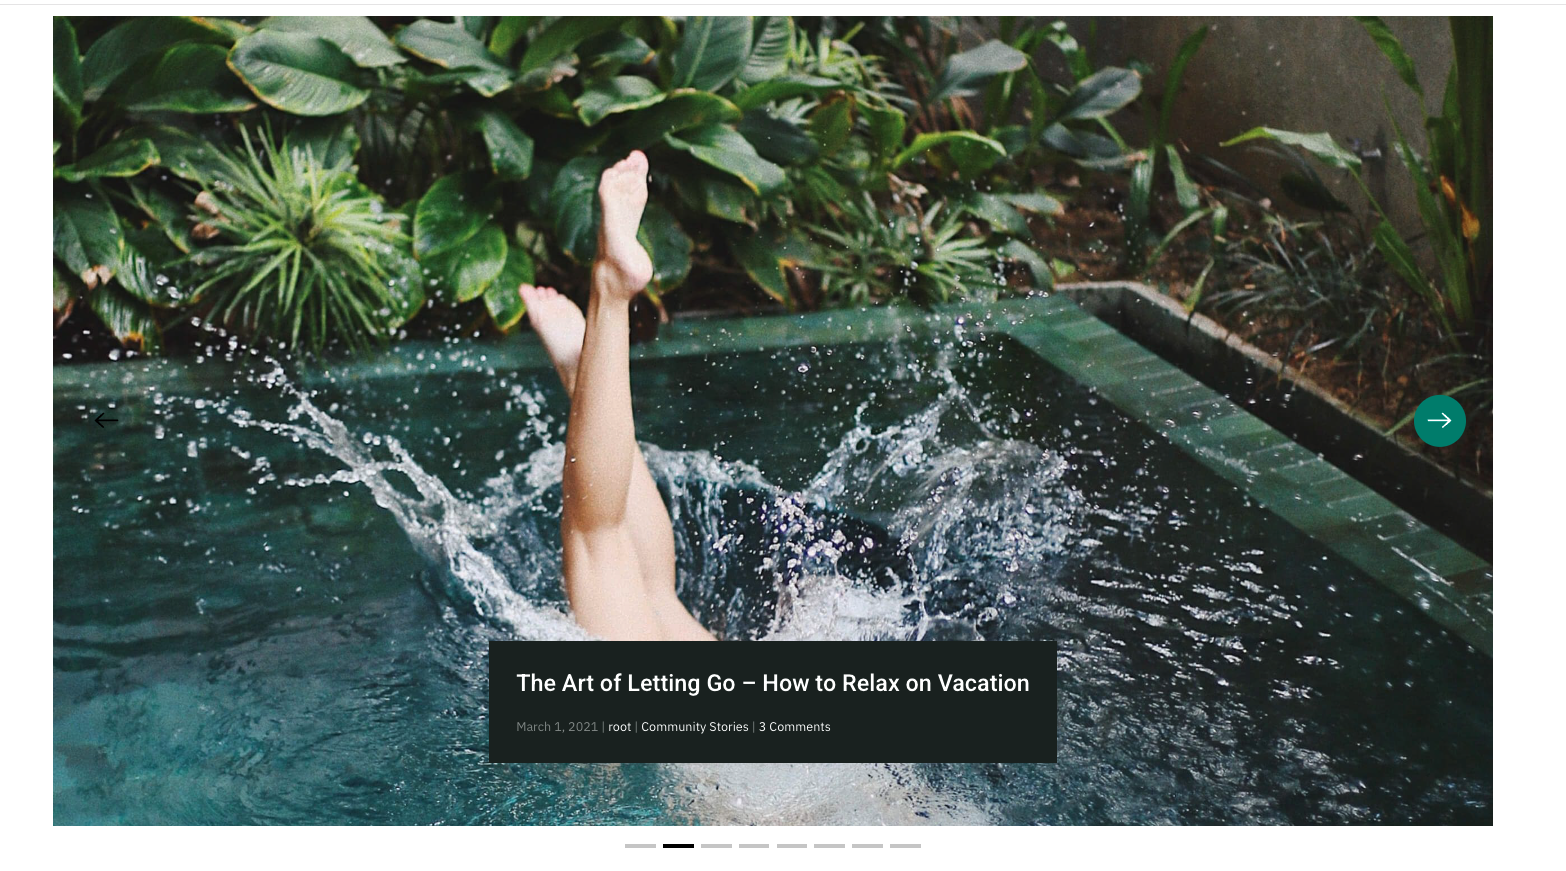 The Art of Letting Go – How to Relax on Vacation
March 1, 2021 | root | Community Stories | 3 Comments